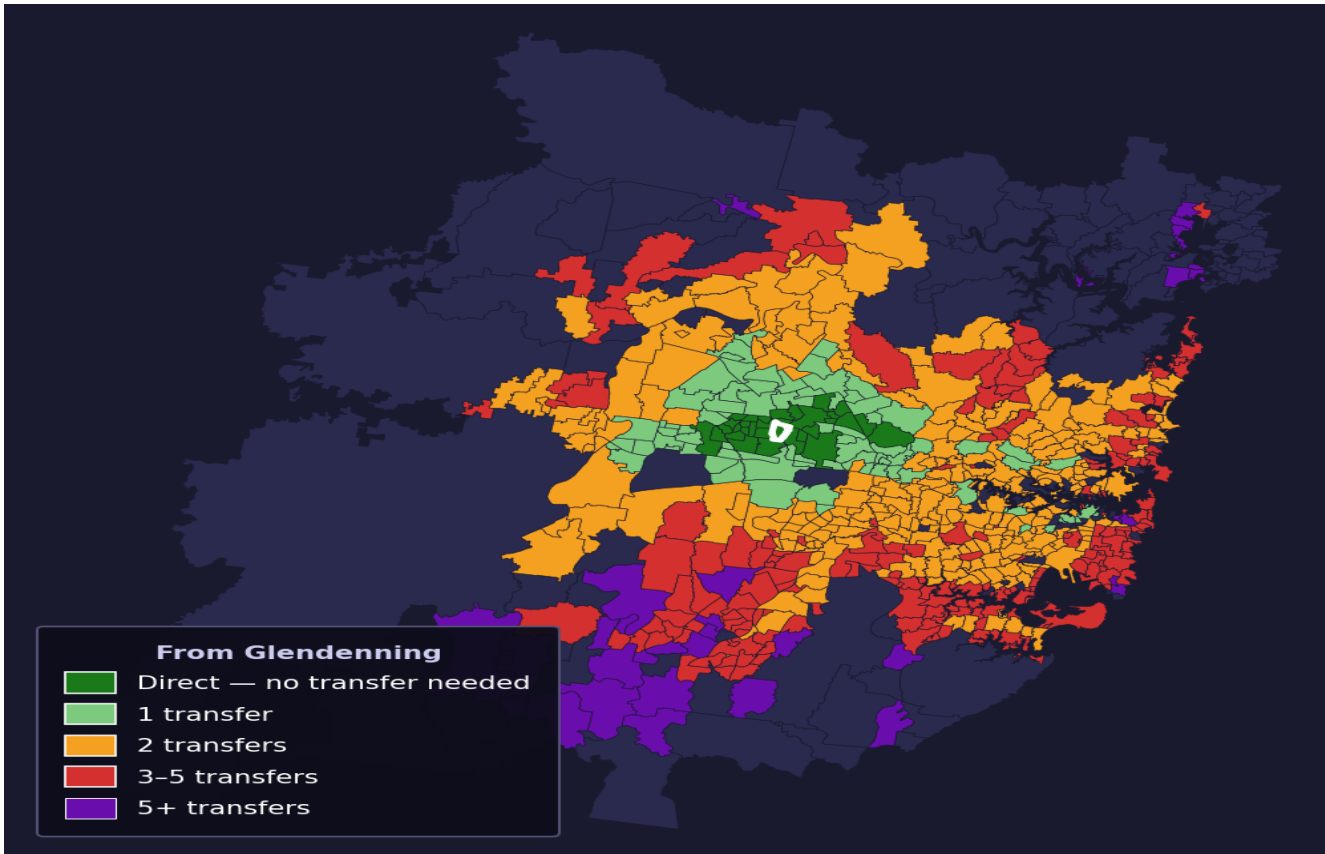 From Glendenning
Direct — no transfer needed
1 transfer
2 transfers
3–5 transfers
5+ transfers